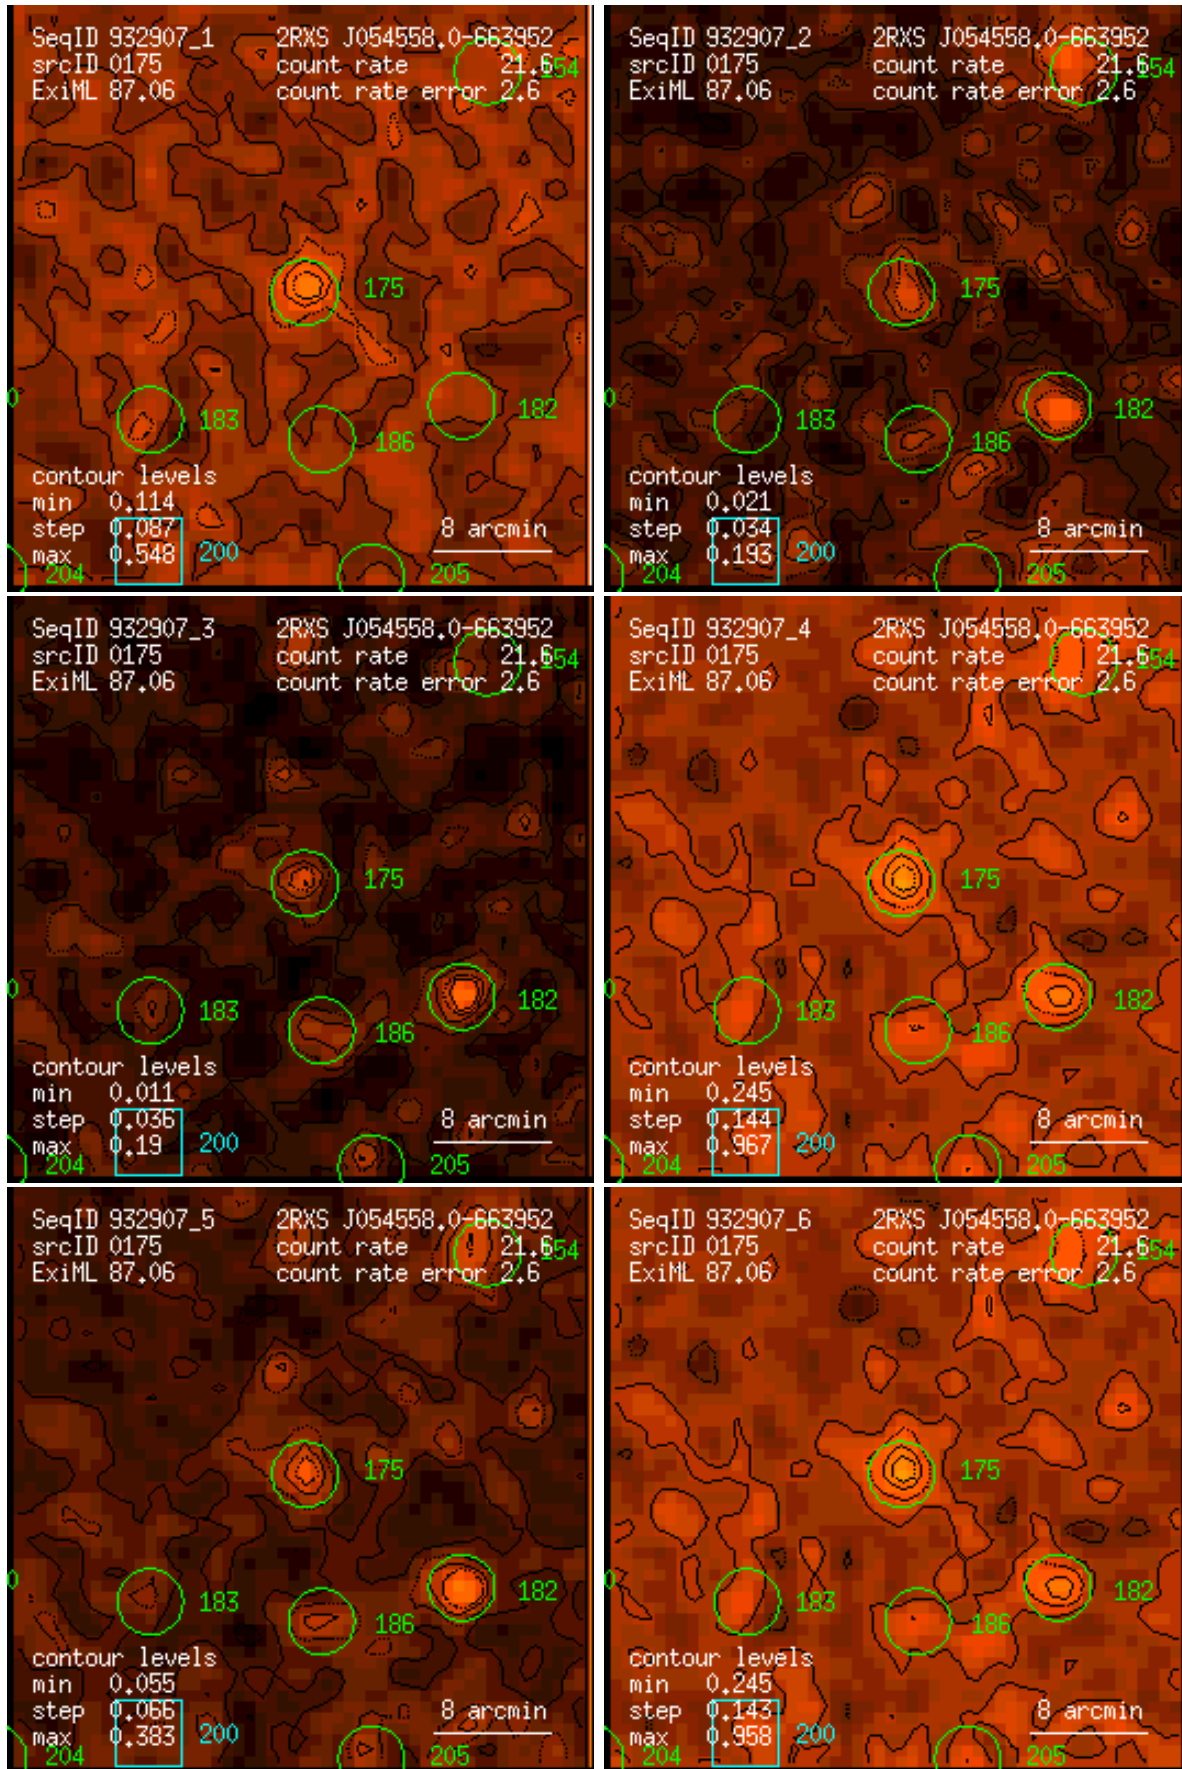 SeqID 932907_1 2RXS J054558.0-663952
srcID 0175 count rate 21.6 154
ExiML 87.06 count rate error 2.6
175
0
183 182
186
contour levels
min 0.114
step 0.087 8 arcmin
max 0.548 200
204 205
SeqID 932907_2 2RXS J054558.0-663952
srcID 0175 count rate 21.6 154
ExiML 87.06 count rate error 2.6
175
0
183 182
186
contour levels
min 0.021
step 0.034 8 arcmin
max 0.193 200
204 205
SeqID 932907_3 2RXS J054558.0-663952
srcID 0175 count rate 21.6 154
ExiML 87.06 count rate error 2.6
175
0
183 182
186
contour levels
min 0.011
step 0.036 8 arcmin
max 0.19 200
204 205
SeqID 932907_4 2RXS J054558.0-663952
srcID 0175 count rate 21.6 154
ExiML 87.06 count rate error 2.6
175
0
183 182
186
contour levels
min 0.245
step 0.144 8 arcmin
max 0.967 200
204 205
SeqID 932907_5 2RXS J054558.0-663952
srcID 0175 count rate 21.6 154
ExiML 87.06 count rate error 2.6
175
0
183 182
186
contour levels
min 0.055
step 0.066 8 arcmin
max 0.383 200
204 205
SeqID 932907_6 2RXS J054558.0-663952
srcID 0175 count rate 21.6 154
ExiML 87.06 count rate error 2.6
175
0
183 182
186
contour levels
min 0.245
step 0.143 8 arcmin
max 0.958 200
204 205